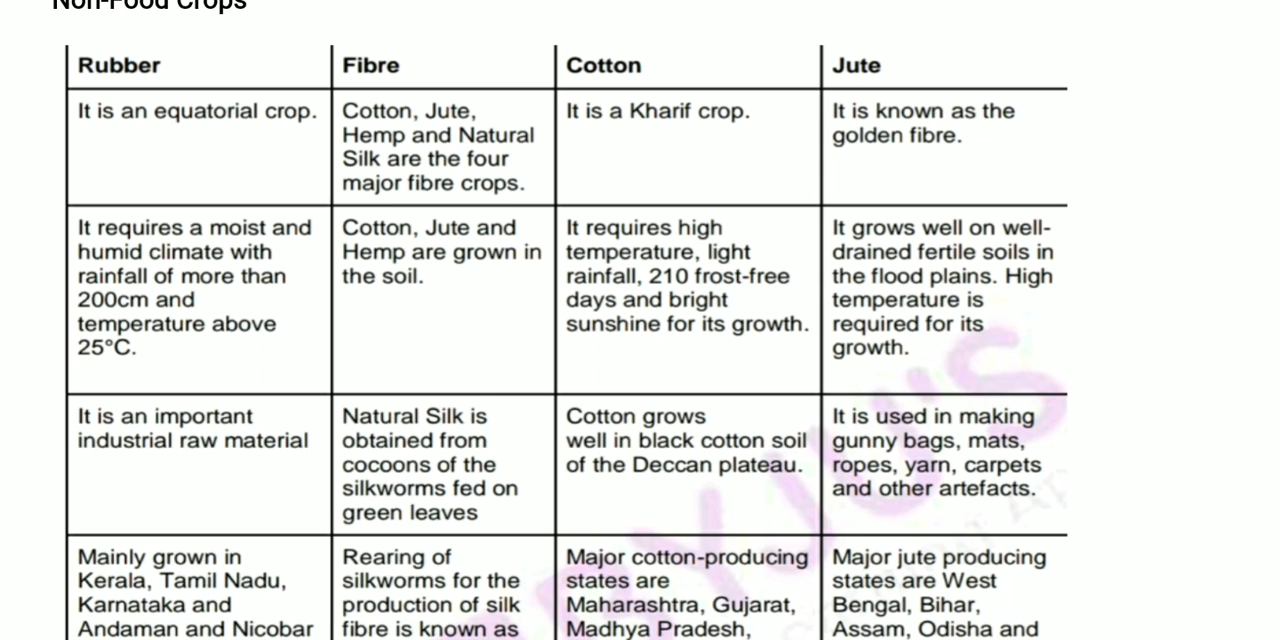 Non-Food Crops
Rubber
Fibre
Cotton
Jute
It is an equatorial crop.
Cotton, Jute,
Hemp and Natural
Silk are the four
major fibre crops.
It is a Kharif crop.
It is known as the
golden fibre.
It requires a moist and
humid climate with
rainfall of more than
200cm and
temperature above
25°C.
Cotton, Jute and
Hemp are grown in
the soil.
It requires high
temperature, light
rainfall, 210 frost-free
days and bright
sunshine for its growth.
It grows well on well-
drained fertile soils in
the flood plains. High
temperature is
required for its
growth.
It is an important
industrial raw material
Natural Silk is
obtained from
cocoons of the
silkworms fed on
green leaves
Cotton grows
well in black cotton soil
of the Deccan plateau.
It is used in making
gunny bags, mats,
ropes, yarn, carpets
and other artefacts.
Mainly grown in
Kerala, Tamil Nadu,
Karnataka and
Andaman and Nicobar
Rearing of
silkworms for the
production of silk
fibre is known as
Major cotton-producing
states are
Maharashtra, Gujarat,
Madhya Pradesh,
Major jute producing
states are West
Bengal, Bihar,
Assam, Odisha and
BYJU'S